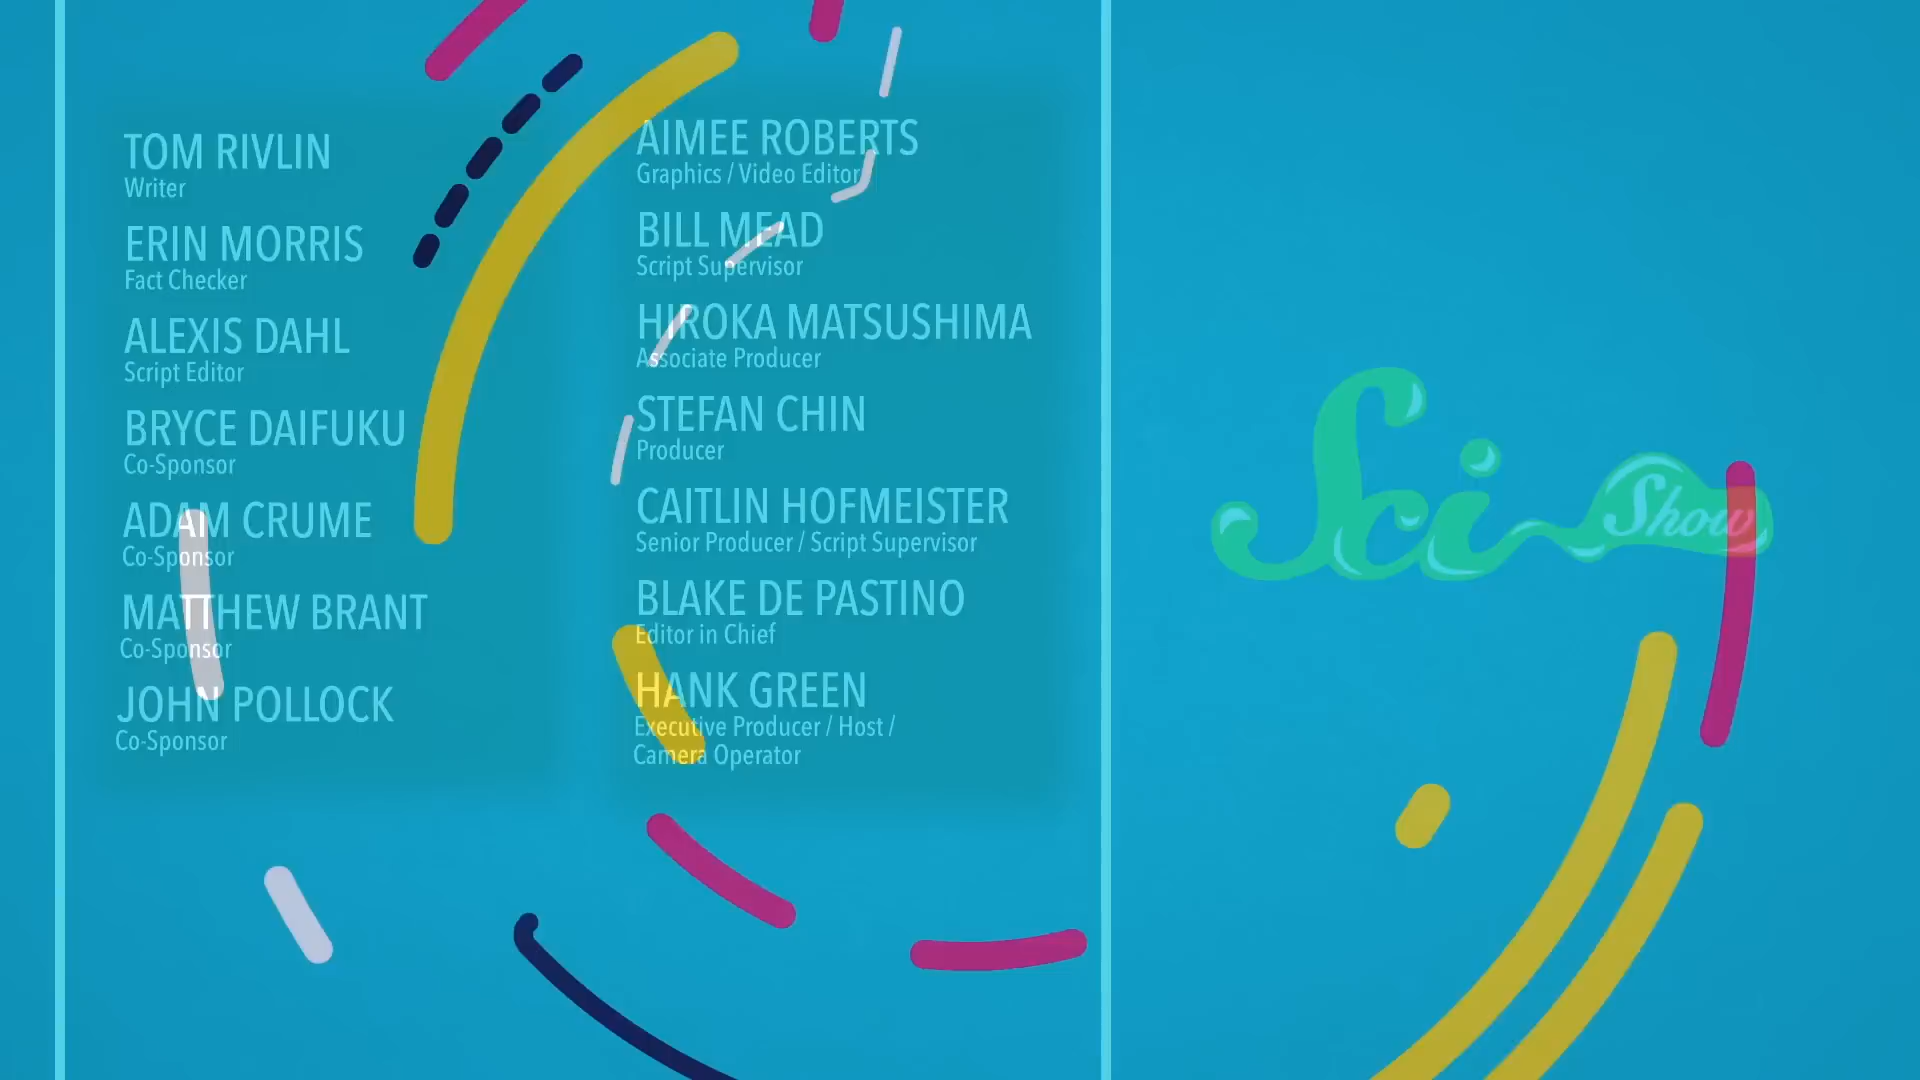 TOM RIVLIN
Writer
ERIN MORRIS
Fact Checker
ALEXIS DAHL
Script Editor
BRYCE DAIFUKU
Co-Sponsor
ADAM CRUME
Co-Sponsor
MATTHEW BRANT
Co-Sponsor
JOHN POLLOCK
Co-Sponsor
AIMEE ROBERTS
Graphics / Video Editor
BILL MEAD
Script Supervisor
HIROKA MATSUSHIMA
Associate Producer
STEFAN CHIN
Producer
CAITLIN HOFMEISTER
Senior Producer / Script Supervisor
BLAKE DE PASTINO
Editor in Chief
HANK GREEN
Executive Producer / Host /
Camera Operator
Sci Show